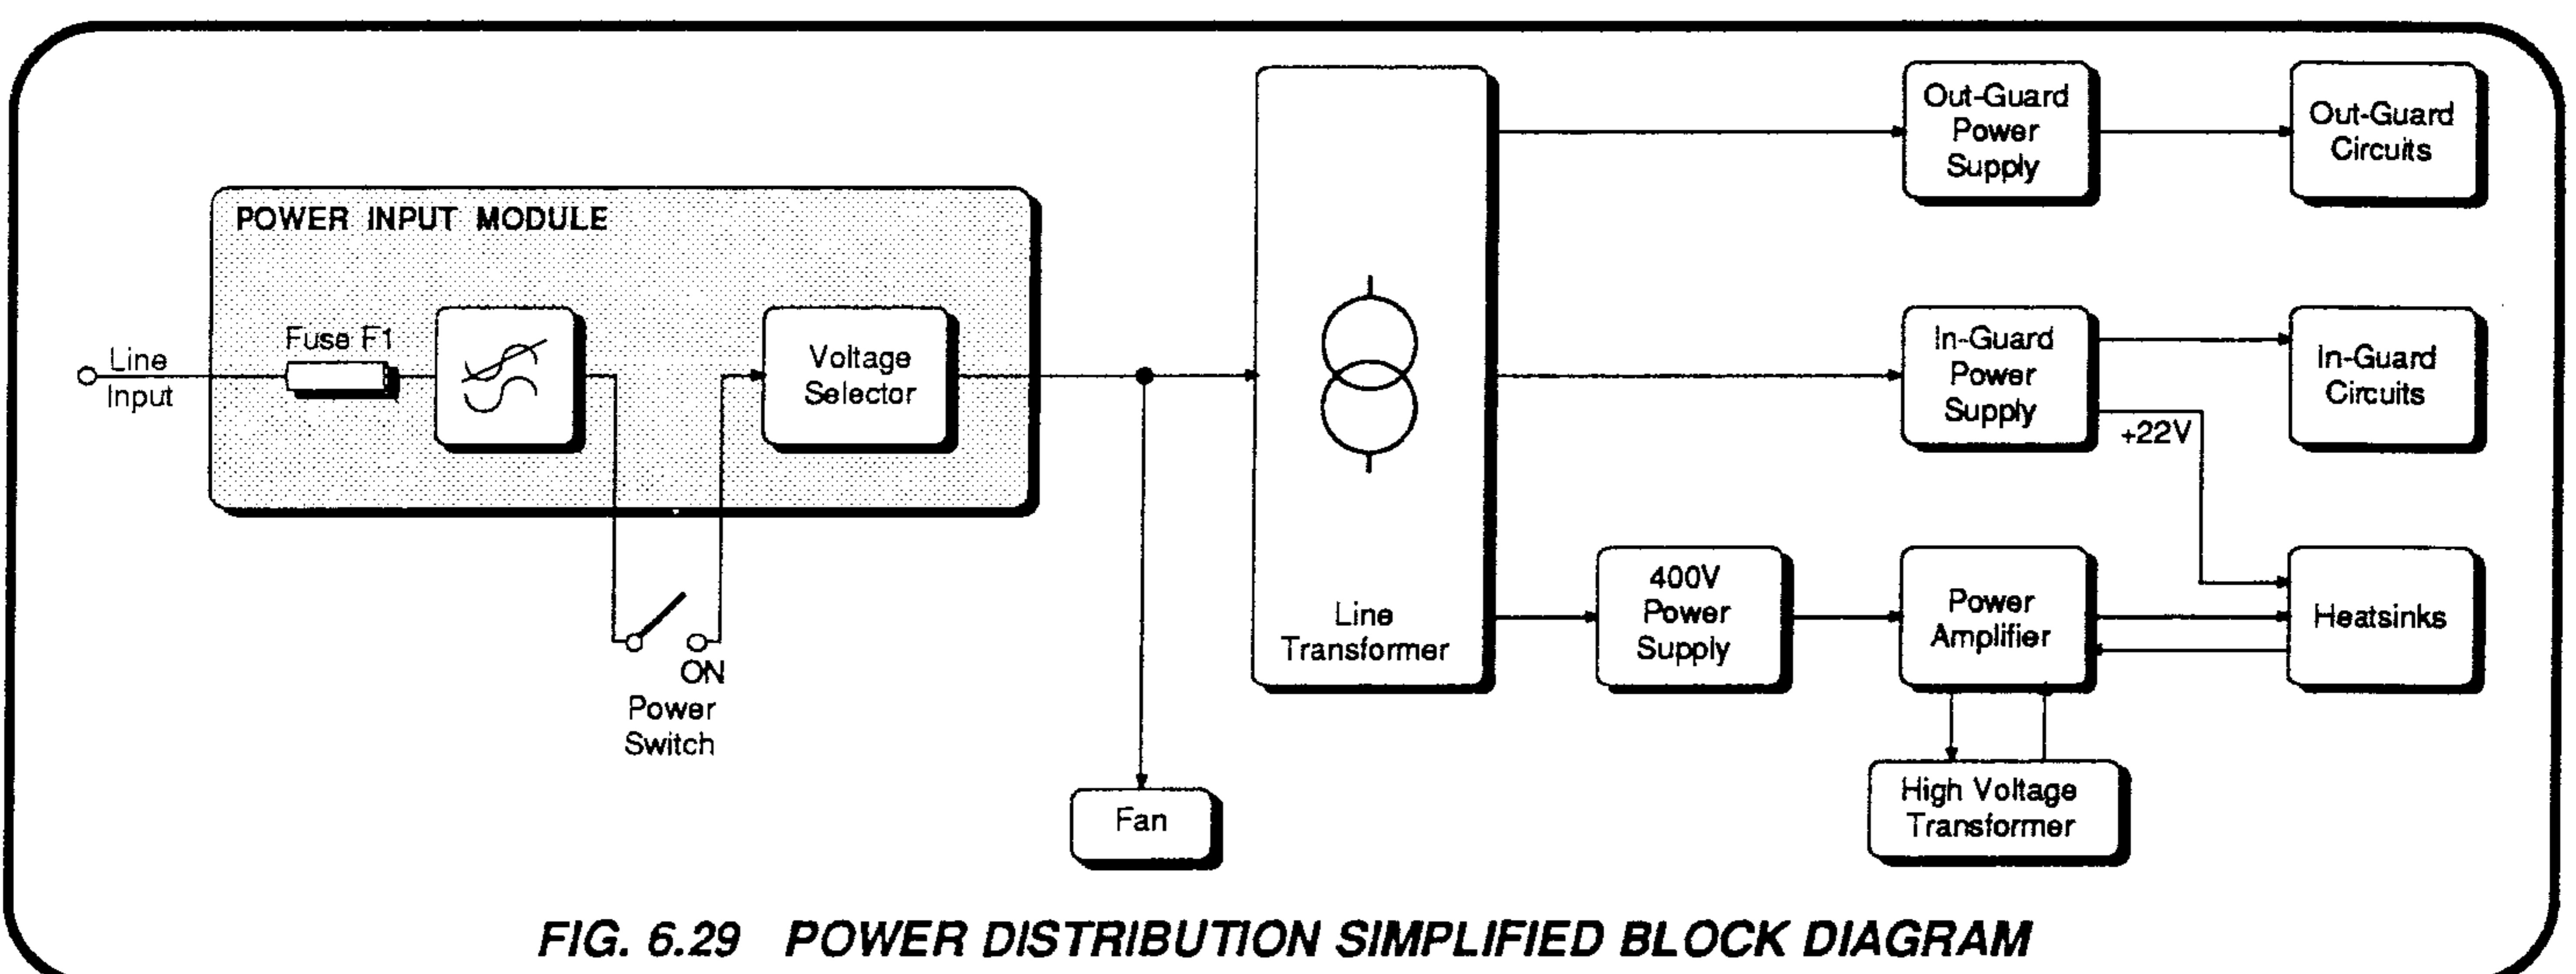 POWER INPUT MODULE
Line
Input
Fuse F1
Voltage
Selector
ON
Power
Switch
Fan
Line
Transformer
Out-Guard
Power
Supply
Out-Guard
Circuits
In-Guard
Power
Supply
+22V
In-Guard
Circuits
400V
Power
Supply
Power
Amplifier
Heatsinks
High Voltage
Transformer
FIG. 6.29 POWER DISTRIBUTION SIMPLIFIED BLOCK DIAGRAM